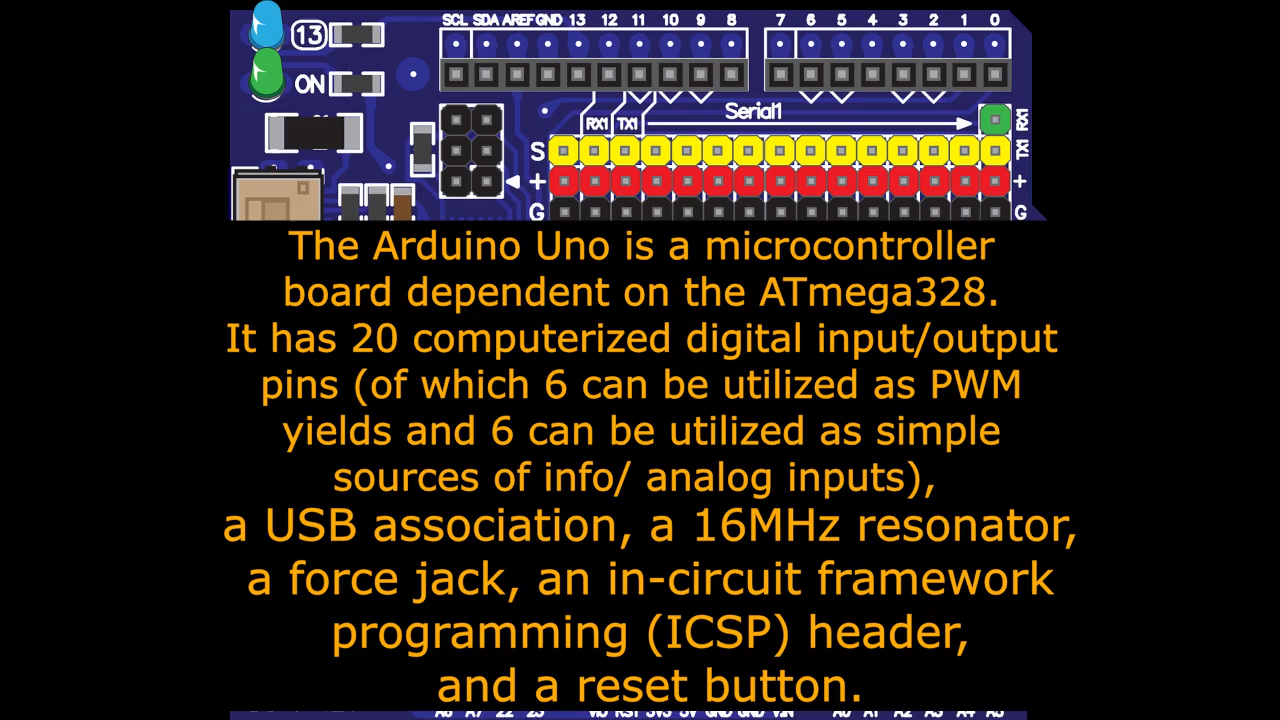 SCL SDA AREF GND 13 12 11 10 9 8 7 6 5 4 3 2 1 0
13
ON
Serial1
RX1 TX1
RX1
TX1
S
+ +
G G
The Arduino Uno is a microcontroller
board dependent on the ATmega328.
It has 20 computerized digital input/output
pins (of which 6 can be utilized as PWM
yields and 6 can be utilized as simple
sources of info/ analog inputs),
a USB association, a 16MHz resonator,
a force jack, an in-circuit framework
programming (ICSP) header,
and a reset button.